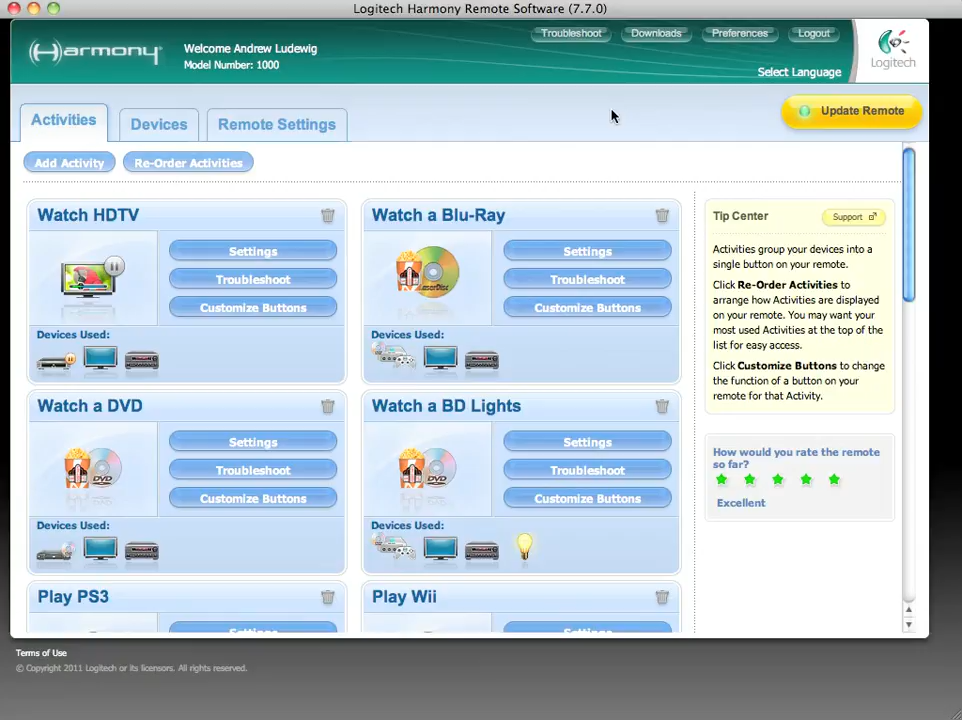 Logitech Harmony Remote Software (7.7.0)
Harmony
Welcome Andrew Ludewig
Model Number: 1000
Troubleshoot
Downloads
Preferences
Logout
Select Language
Logitech
Activities
Devices
Remote Settings
Update Remote
Add Activity
Re-Order Activities
Watch HDTV
Settings
Troubleshoot
Customize Buttons
Devices Used:
Watch a Blu-Ray
LaserDisc
Settings
Troubleshoot
Customize Buttons
Devices Used:
Watch a DVD
DVD
Settings
Troubleshoot
Customize Buttons
Devices Used:
Watch a BD Lights
DVD
Settings
Troubleshoot
Customize Buttons
Devices Used:
Play PS3
Settings
Play Wii
Settings
Tip Center
Support
Activities group your devices into a
single button on your remote.
Click Re-Order Activities to
arrange how Activities are displayed
on your remote. You may want your
most used Activities at the top of the
list for easy access.
Click Customize Buttons to change
the function of a button on your
remote for that Activity.
How would you rate the remote
so far?
Excellent
Terms of Use
© Copyright 2011 Logitech or its licensors. All rights reserved.